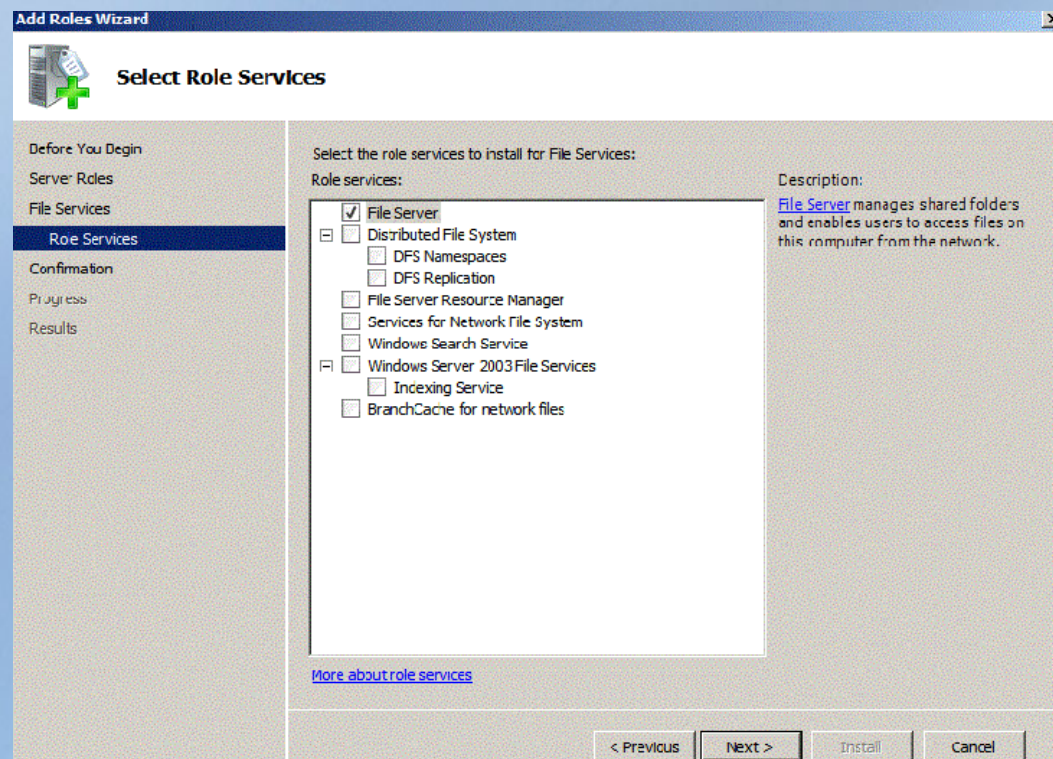 Add Roles Wizard
Select Role Services
Before You Begin
Server Roles
File Services
Role Services
Confirmation
Progress
Results
Select the role services to install for File Services:
Role services:
File Server
Distributed File System
DFS Namespaces
DFS Replication
File Server Resource Manager
Services for Network File System
Windows Search Service
Windows Server 2003 File Services
Indexing Service
BranchCache for network files
Description:
File Server manages shared folders
and enables users to access files on
this computer from the network.
More about role services
< Previous
Next >
Install
Cancel